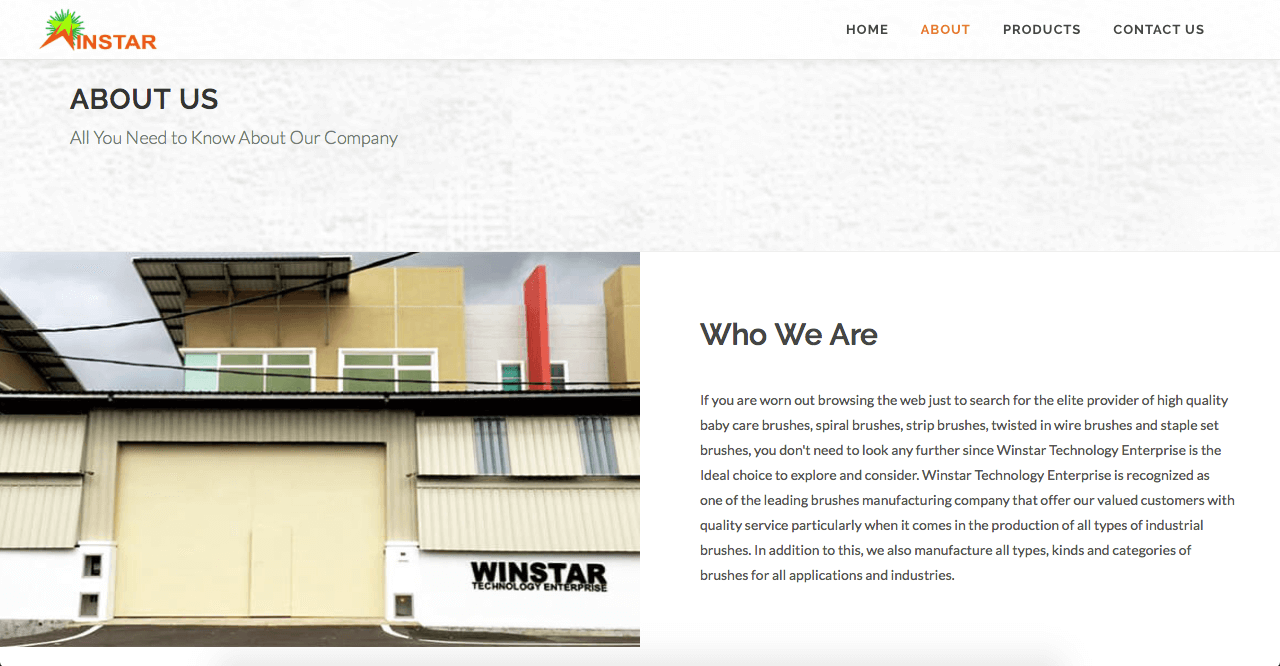 WINSTAR
HOME ABOUT PRODUCTS CONTACT US
ABOUT US
All You Need to Know About Our Company
Who We Are
If you are worn out browsing the web just to search for the elite provider of high quality
baby care brushes, spiral brushes, strip brushes, twisted in wire brushes and staple set
brushes, you don't need to look any further since Winstar Technology Enterprise is the
Ideal choice to explore and consider. Winstar Technology Enterprise is recognized as
one of the leading brushes manufacturing company that offer our valued customers with
quality service particularly when it comes in the production of all types of industrial
brushes. In addition to this, we also manufacture all types, kinds and categories of
brushes for all applications and industries.
WINSTAR
TECHNOLOGY ENTERPRISE